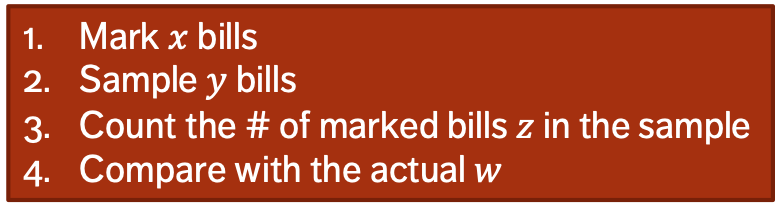 1. Mark x bills
2. Sample y bills
3. Count the # of marked bills z in the sample
4. Compare with the actual w